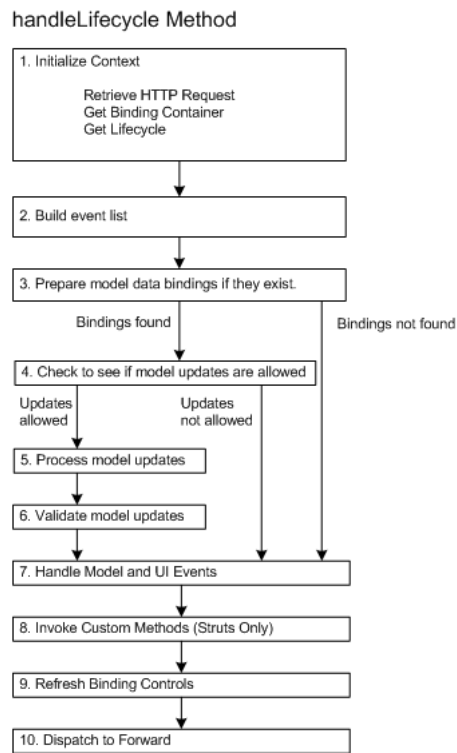 handleLifecycle Method
1. Initialize Context
Retrieve HTTP Request
Get Binding Container
Get Lifecycle
2. Build event list
3. Prepare model data bindings if they exist.
Bindings found
Bindings not found
4. Check to see if model updates are allowed
Updates
allowed
Updates
not allowed
5. Process model updates
6. Validate model updates
7. Handle Model and UI Events
8. Invoke Custom Methods (Struts Only)
9. Refresh Binding Controls
10. Dispatch to Forward